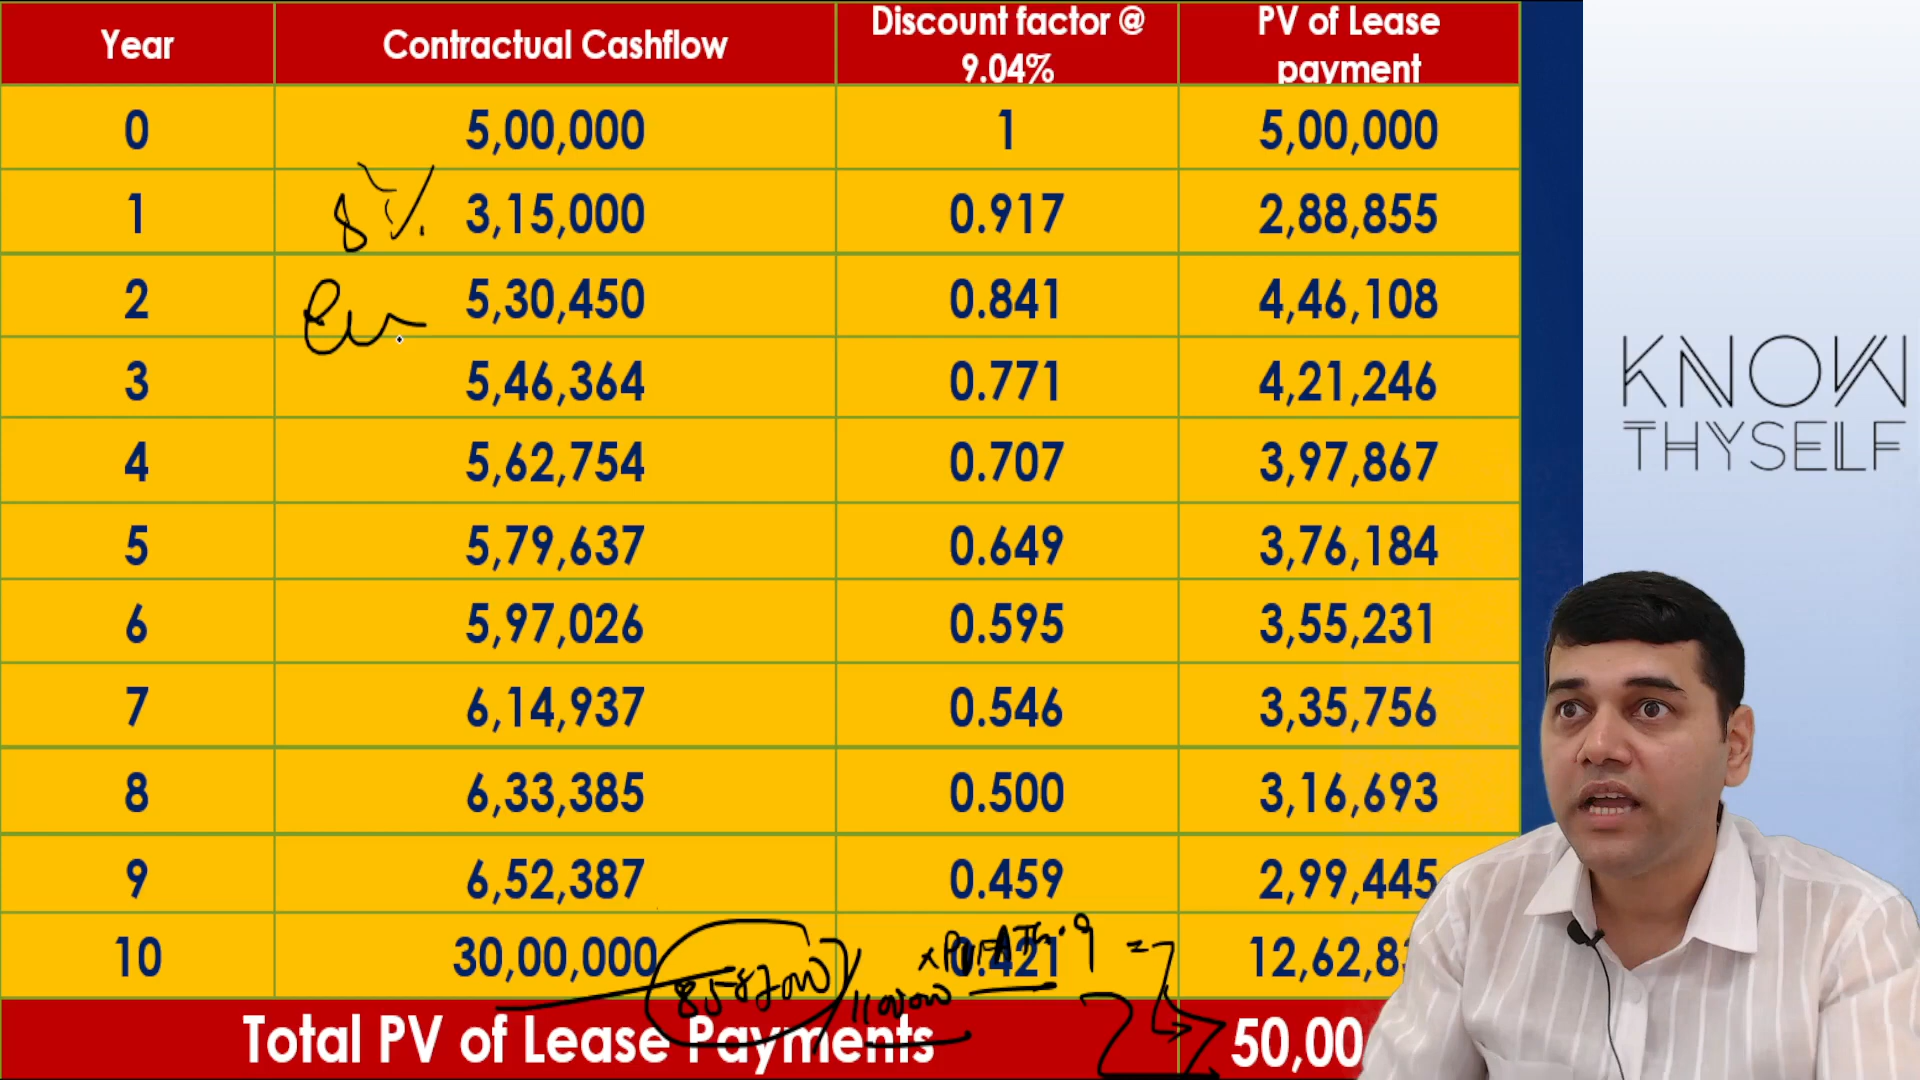 Year Contractual Cashflow Discount factor @ 9.04% PV of Lease payment
0 5,00,000 1 5,00,000
1 8% 3,15,000 0.917 2,88,855
2 5,30,450 0.841 4,46,108
3 5,46,364 0.771 4,21,246
4 5,62,754 0.707 3,97,867
5 5,79,637 0.649 3,76,184
6 5,97,026 0.595 3,55,231
7 6,14,937 0.546 3,35,756
8 6,33,385 0.500 3,16,693
9 6,52,387 0.459 2,99,445
10 30,00,000 0.421 12,62,8
Total PV of Lease Payments 50,00
KNOW
THYSELF